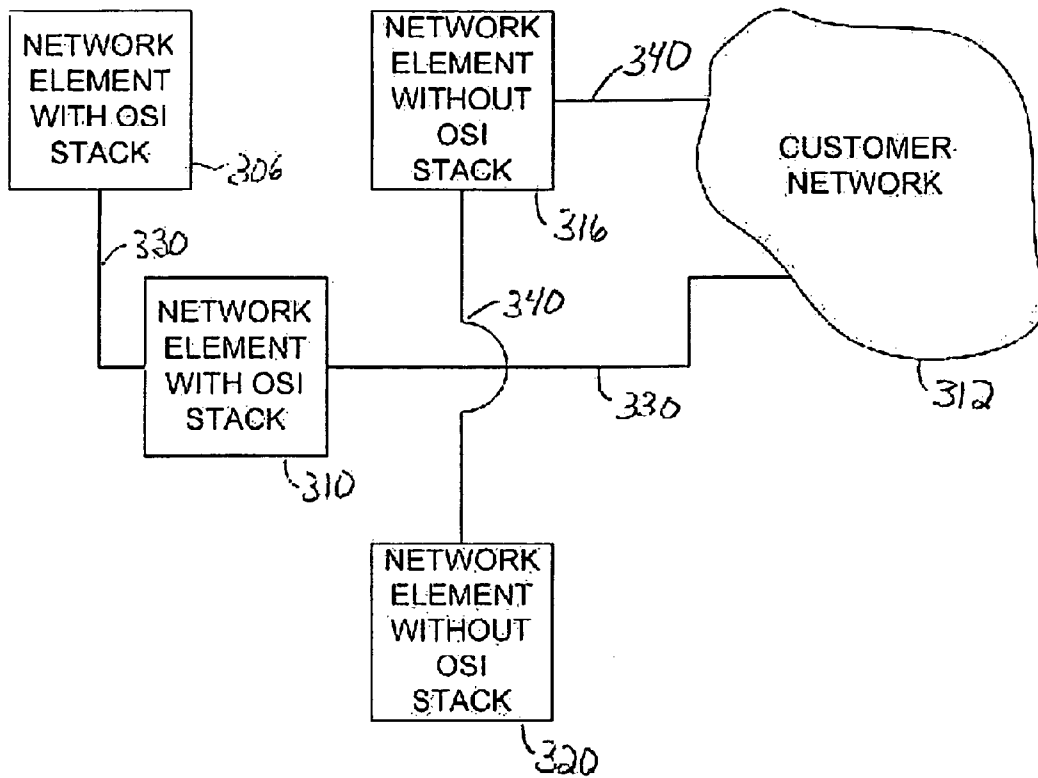 NETWORK
ELEMENT
WITH OSI
STACK
306
NETWORK
ELEMENT
WITHOUT
OSI
STACK
316
340
CUSTOMER
NETWORK
312
330
NETWORK
ELEMENT
WITH OSI
STACK
310
340
330
NETWORK
ELEMENT
WITHOUT
OSI
STACK
320